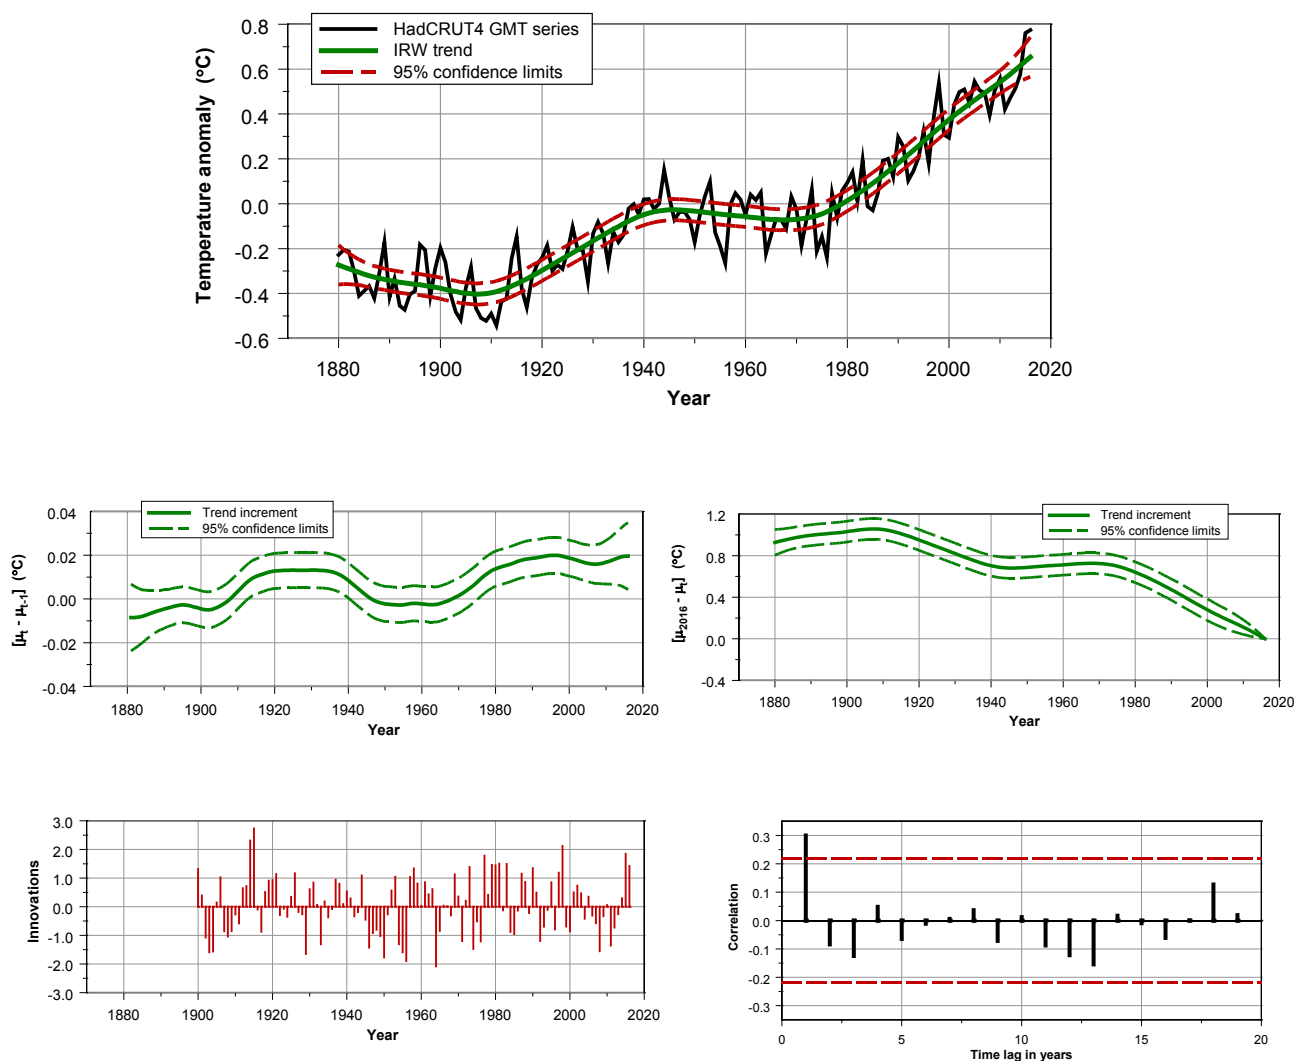 HadCRUT4 GMT series
IRW trend
95% confidence limits
Temperature anomaly (°C)
0.8
0.6
0.4
0.2
0.0
-0.2
-0.4
-0.6
1880 1900 1920 1940 1960 1980 2000 2020
Year
Trend increment
95% confidence limits
[μt - μt-1] (°C)
0.04
0.02
0.00
-0.02
-0.04
1880 1900 1920 1940 1960 1980 2000 2020
Year
Trend increment
95% confidence limits
[μ2016 - μt] (°C)
1.2
0.8
0.4
0.0
-0.4
1880 1900 1920 1940 1960 1980 2000 2020
Year
Innovations
3.0
2.0
1.0
0.0
-1.0
-2.0
-3.0
1880 1900 1920 1940 1960 1980 2000 2020
Year
Correlation
0.3
0.2
0.1
0.0
-0.1
-0.2
-0.3
0 5 10 15 20
Time lag in years